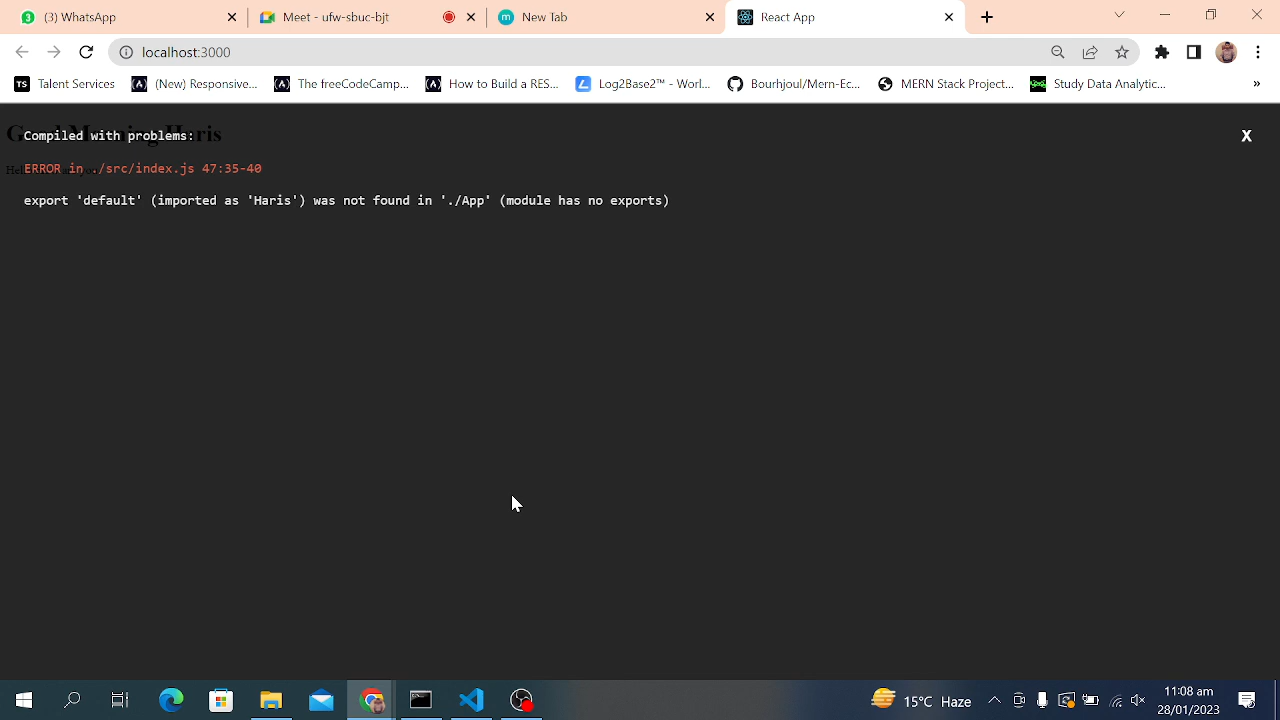 (3) WhatsApp
Meet - ufw-sbuc-bjt
New Tab
React App
localhost:3000
TS Talent Services
(New) Responsive...
The freeCodeCamp...
How to Build a RES...
Log2Base2™ - Worl...
Bourhjoul/Mern-Ec...
MERN Stack Project...
Study Data Analytic...
»
Compiled with problems:
X
ERROR in ./src/index.js 47:35-40
export 'default' (imported as 'Haris') was not found in './App' (module has no exports)
15°C Haze
11:08 am
28/01/2023